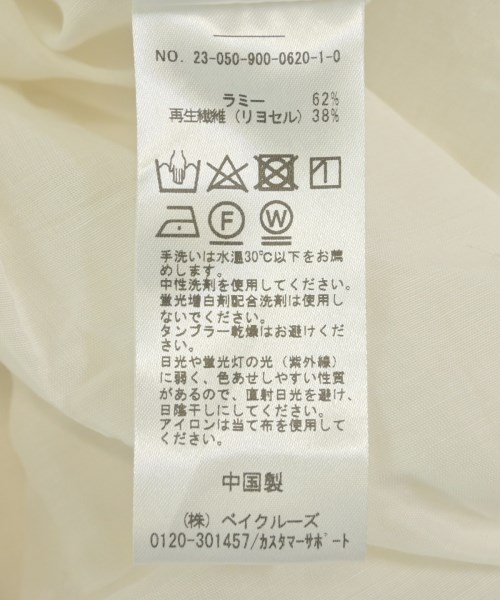 NO. 23-050-900-0620-1-0
ラミー 62%
再生繊維 (リヨセル) 38%
F
W
手洗いは水温30℃以下をお薦
めします。
中性洗剤を使用してください。
蛍光増白剤配合洗剤は使用し
ないでください。
タンブラー乾燥はお避けくだ
さい。
日光や蛍光灯の光 (紫外線)
に弱く、色あせしやすい性質
があるので、直射日光を避け、
日陰干しにしてください。
アイロンは当て布を使用して
ください。
中国製
(株) ベイクルーズ
0120-301457/カスタマーサポート